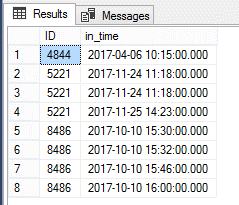 Results Messages
ID in_time
1 4844 2017-04-06 10:15:00.000
2 5221 2017-11-24 11:18:00.000
3 5221 2017-11-24 11:18:00.000
4 5221 2017-11-25 14:23:00.000
5 8486 2017-10-10 15:30:00.000
6 8486 2017-10-10 15:32:00.000
7 8486 2017-10-10 15:46:00.000
8 8486 2017-10-10 16:00:00.000